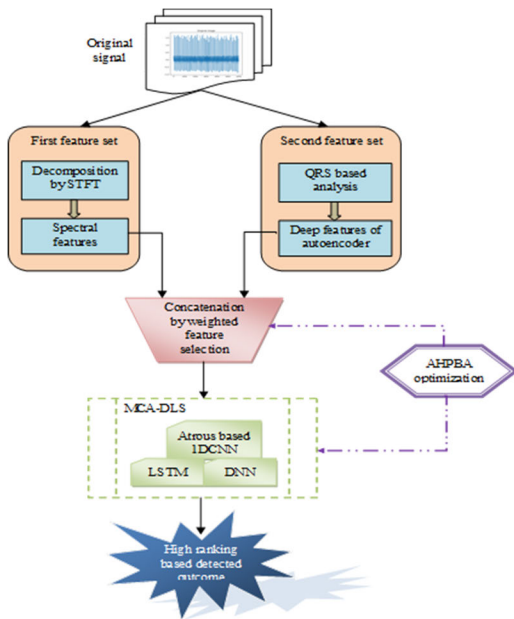 Original
signal
First feature set
Decomposition
by STFT
Spectral
features
Second feature set
QRS based
analysis
Deep features of
autoencoder
Concatenation
by weighted
feature
selection
AHPBA
optimization
MCA-DLS
Atrous based
1DCNN
LSTM
DNN
High ranking
based detected
outcome